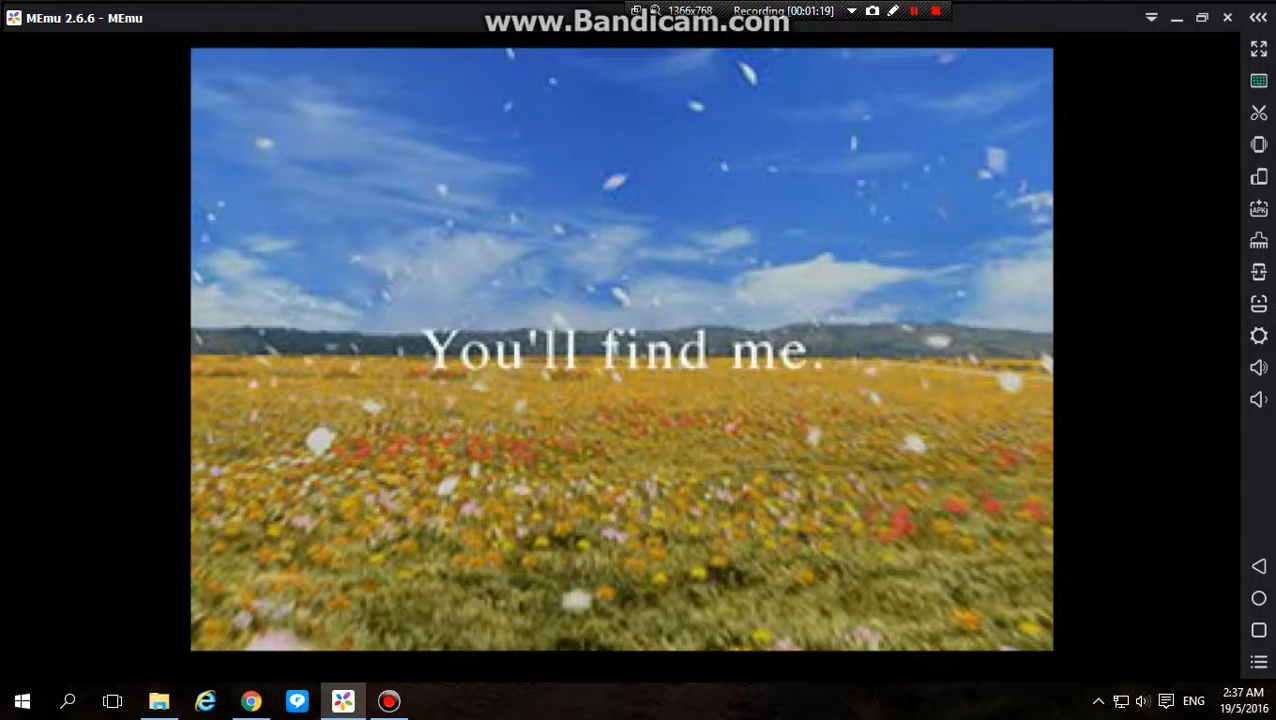 MEmu 2.6.6 - MEmu
www.Bandicam.com
1366x768 Recording [00:01:19]
APK
You'll find me.
ENG
2:37 AM
19/5/2016